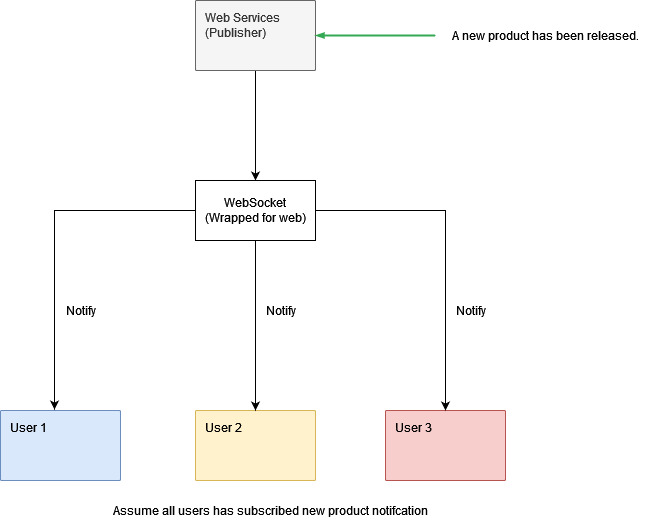 Web Services
(Publisher)
A new product has been released.
WebSocket
(Wrapped for web)
Notify
Notify
Notify
User 1
User 2
User 3
Assume all users has subscribed new product notifcation